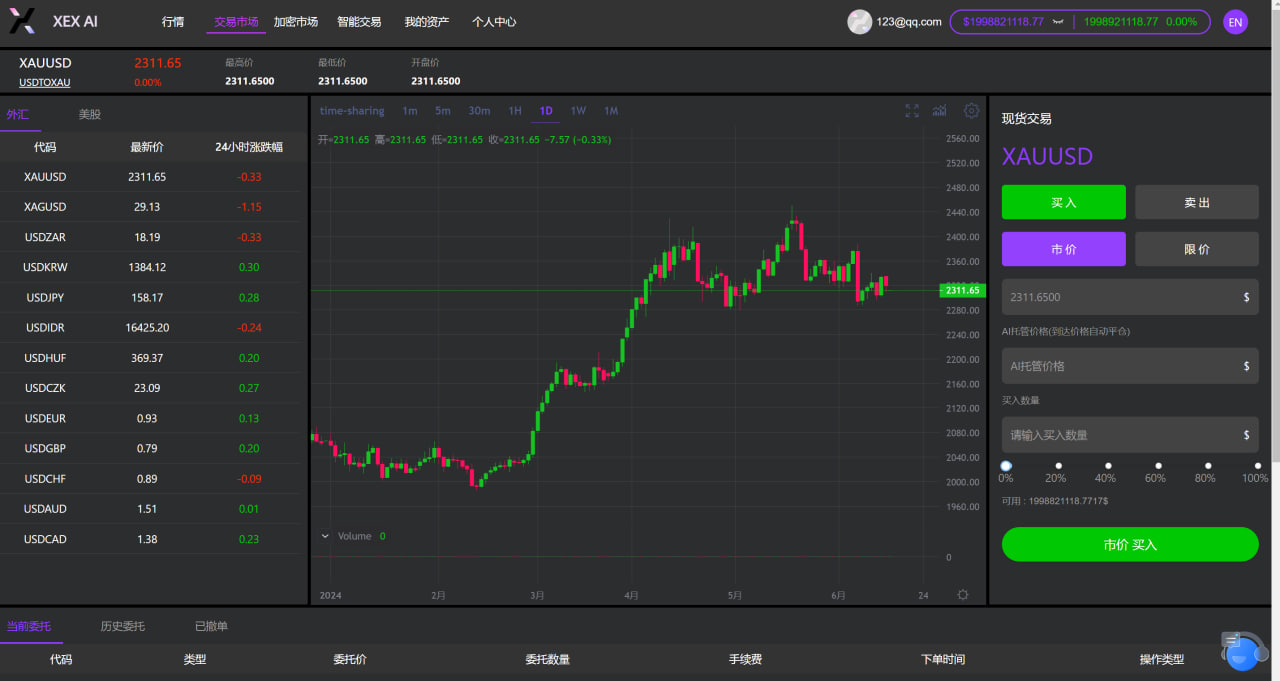 XEX AI 行情 交易市场 加密市场 智能交易 我的资产 个人中心 123@qq.com $1998821118.77 1998921118.77 0.00% EN
XAUUSD 2311.65 最高价 最低价 开盘价
USDTOXAU 0.00% 2311.6500 2311.6500 2311.6500
外汇 美股
代码 最新价 24小时涨跌幅
XAUUSD 2311.65 -0.33
XAGUSD 29.13 -1.15
USDZAR 18.19 -0.33
USDKRW 1384.12 0.30
USDJPY 158.17 0.28
USDIDR 16425.20 -0.24
USDHUF 369.37 0.20
USDCZK 23.09 0.27
USDEUR 0.93 0.13
USDGBP 0.79 0.20
USDCHF 0.89 -0.09
USDAUD 1.51 0.01
USDCAD 1.38 0.23
time-sharing 1m 5m 30m 1H 1D 1W 1M
开=2311.65 高=2311.65 低=2311.65 收=2311.65 -7.57 (-0.33%)
2560.00
2520.00
2480.00
2440.00
2400.00
2360.00
2311.65
2280.00
2240.00
2200.00
2160.00
2120.00
2080.00
2040.00
2000.00
1960.00
Volume 0
0
2024 2月 3月 4月 5月 6月 24
现货交易
XAUUSD
买入 卖出
市价 限价
2311.6500 $
AI托管价格(到达价格自动平仓)
AI托管价格 $
买入数量
请输入买入数量 $
0% 20% 40% 60% 80% 100%
可用 : 1998821118.7717$
市价 买入
当前委托 历史委托 已撤单
代码 类型 委托价 委托数量 手续费 下单时间 操作类型